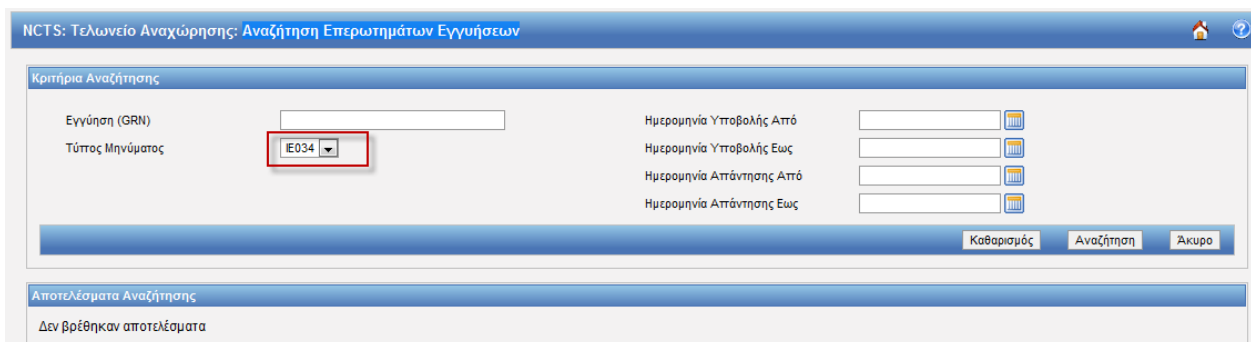 NCTS: Τελωνείο Αναχώρησης: Αναζήτηση Επερωτημάτων Εγγυήσεων
Κριτήρια Αναζήτησης
Εγγύηση (GRN)
Ημερομηνία Υποβολής Από
Τύπος Μηνύματος
IE034
Ημερομηνία Υποβολής Εως
Ημερομηνία Απάντησης Από
Ημερομηνία Απάντησης Εως
Καθαρισμός
Αναζήτηση
Άκυρο
Αποτελέσματα Αναζήτησης
Δεν βρέθηκαν αποτελέσματα